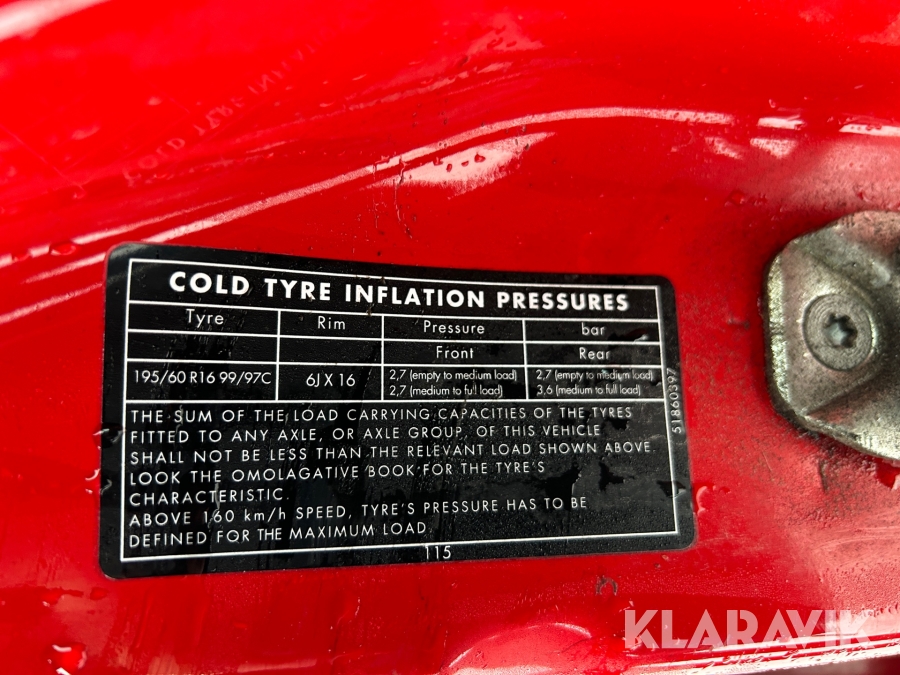 COLD TYRE INFLATION PRESSURES
Tyre Rim Pressure bar
Front Rear
195/60 R16 99/97C 6J X 16 2,7 (empty to medium load) 2,7 (empty to medium load)
2,7 (medium to full load) 3,6 (medium to full load)
THE SUM OF THE LOAD CARRYING CAPACITIES OF THE TYRES
FITTED TO ANY AXLE, OR AXLE GROUP, OF THIS VEHICLE
SHALL NOT BE LESS THAN THE RELEVANT LOAD SHOWN ABOVE.
LOOK THE OMOLAGATIVE BOOK FOR THE TYRE'S
CHARACTERISTIC.
ABOVE 160 km/h SPEED, TYRE'S PRESSURE HAS TO BE
DEFINED FOR THE MAXIMUM LOAD.
115
51860397
KLARAVIK